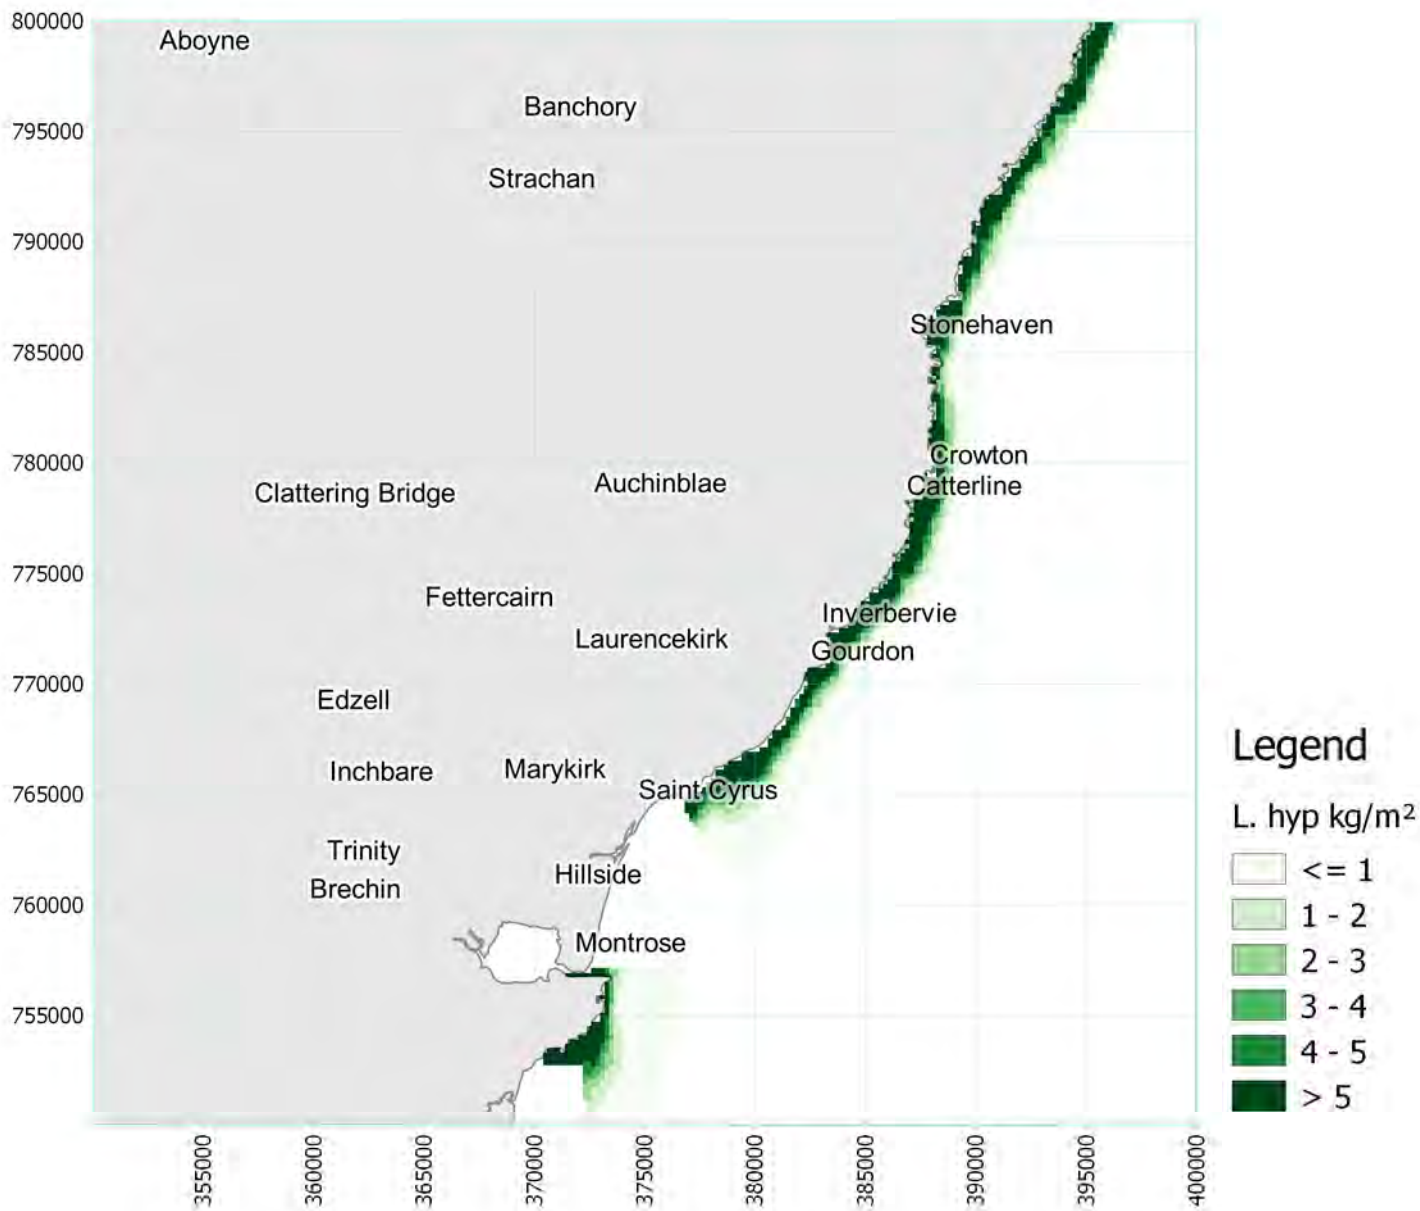 800000
Aboyne
Banchory
795000
Strachan
790000
Stonehaven
785000
Crowton
780000
Auchinblae
Catterline
Clattering Bridge
775000
Fettercairn
Inverbervie
Laurencekirk
Gourdon
770000
Edzell
Inchbare
Marykirk
Saint Cyrus
765000
Trinity
Hillside
Brechin
760000
Montrose
755000
355000
360000
365000
370000
375000
380000
385000
390000
395000
400000
Legend
L. hyp kg/m²
<= 1
1 - 2
2 - 3
3 - 4
4 - 5
> 5